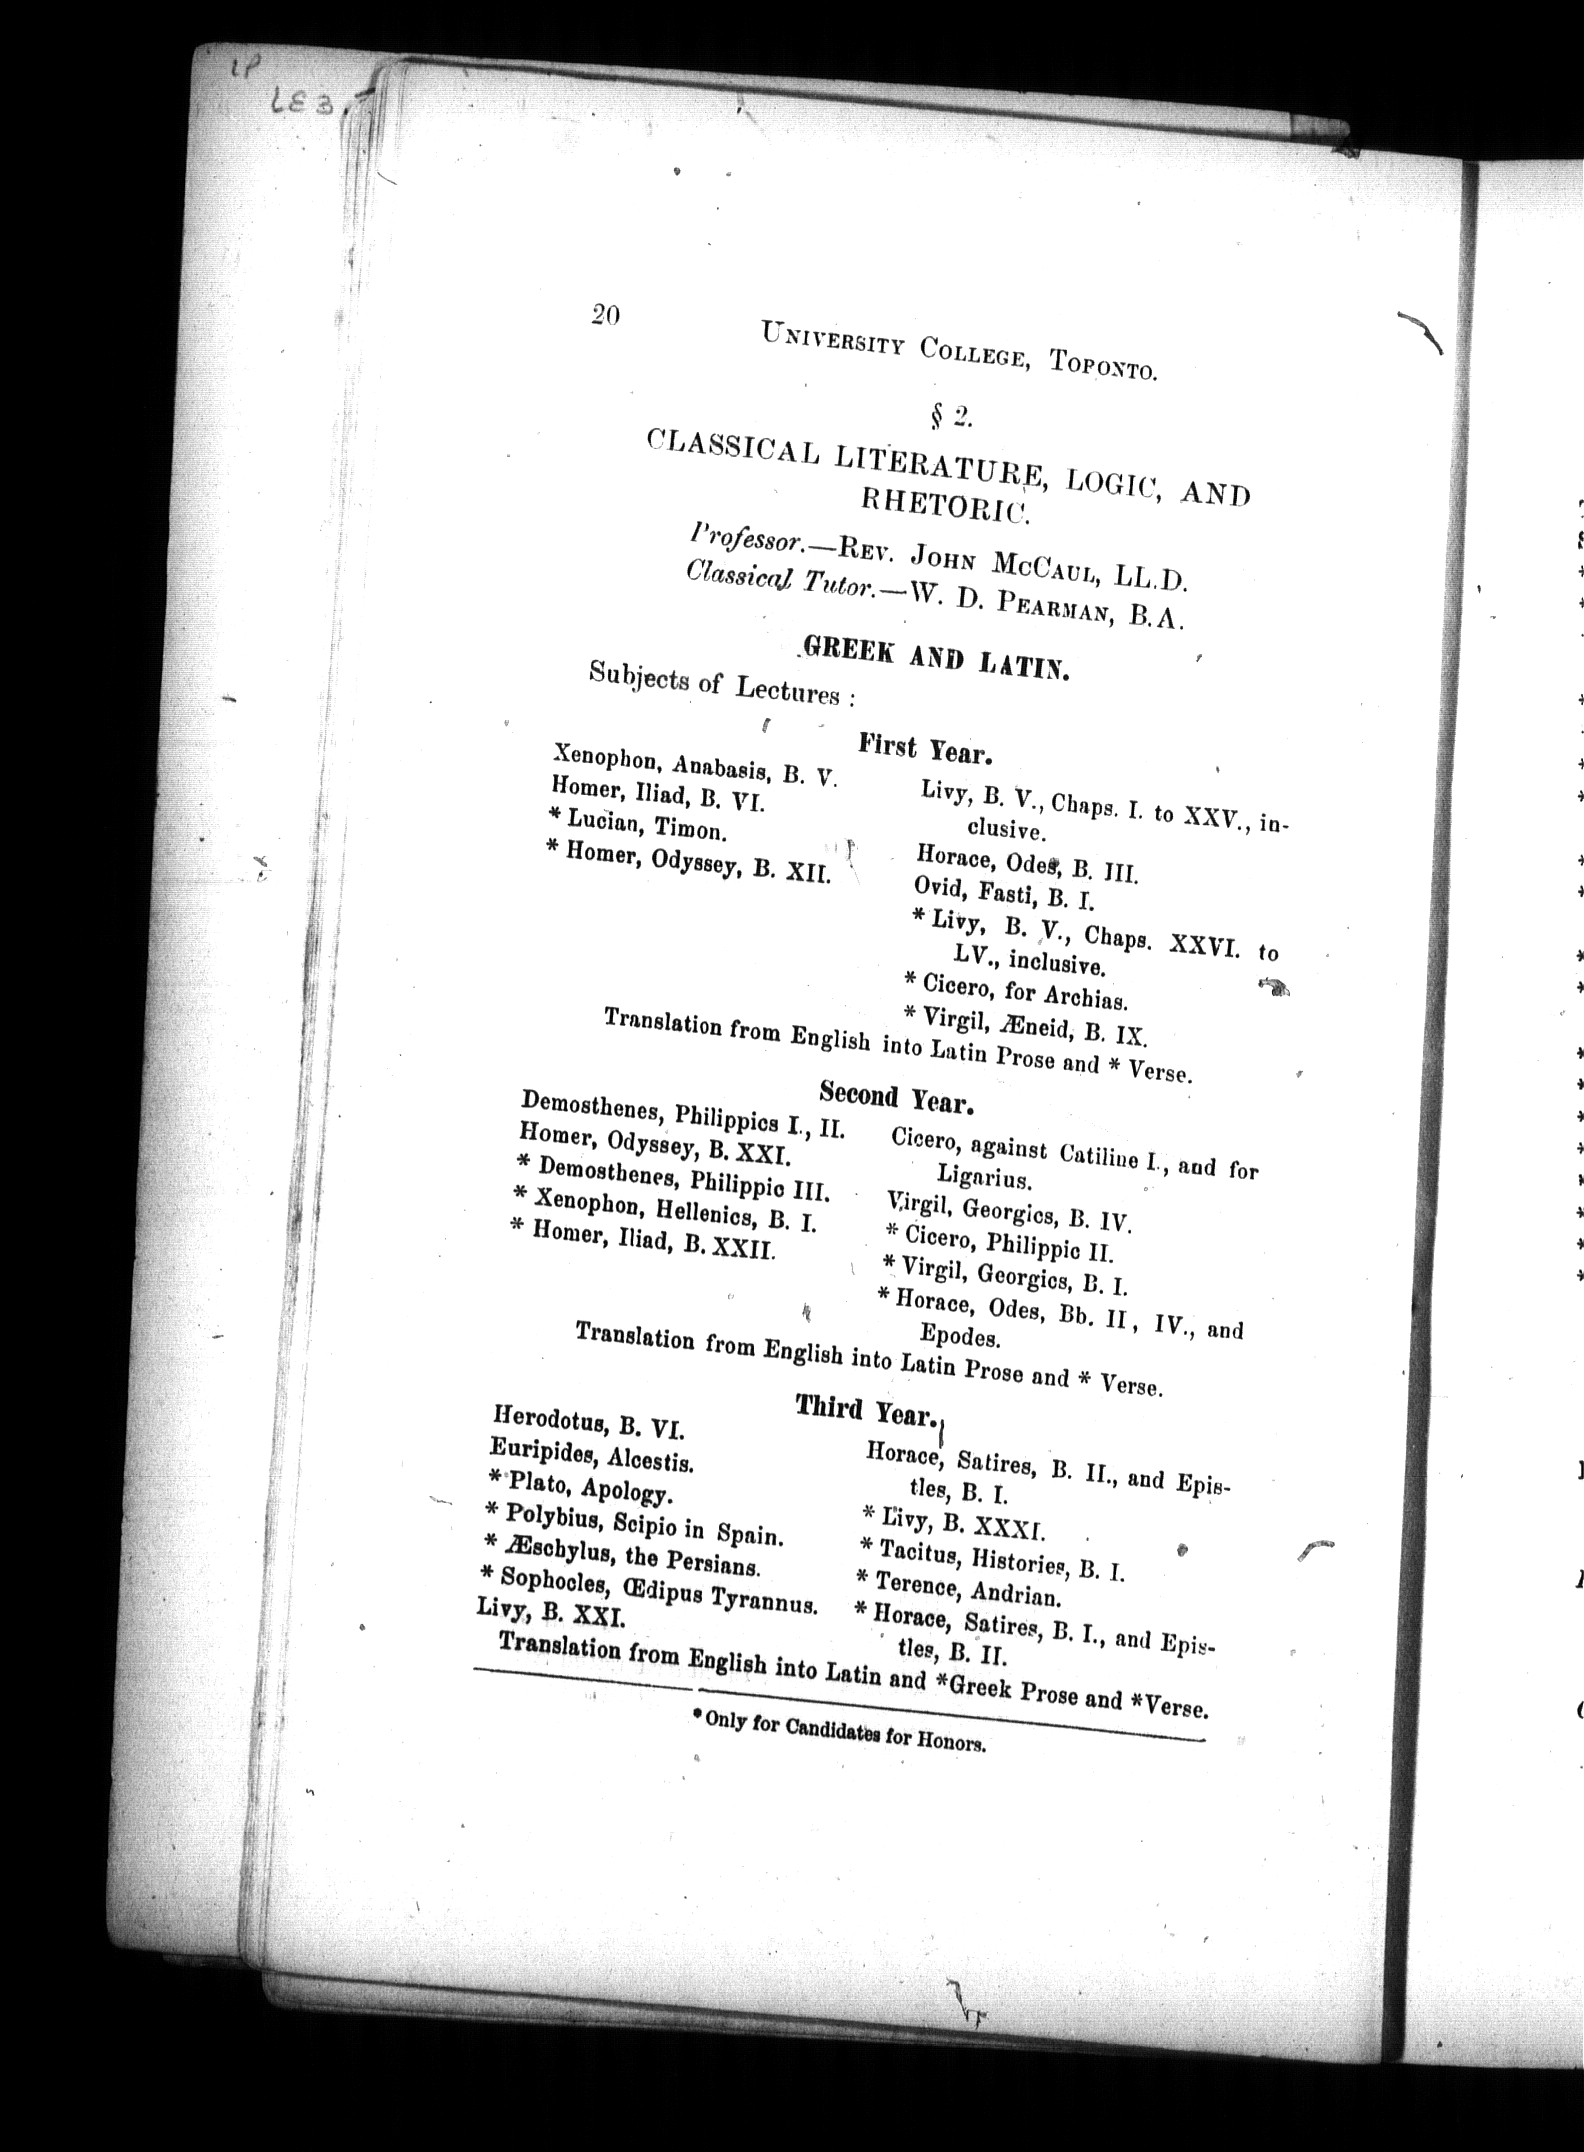 LP
LE3.
20
UNIVERSITY COLLEGE, TOPONTO.
§ 2.
CLASSICAL LITERATURE, LOGIC, AND
RHETORIC.
Professor.—REV. JOHN MCCAUL, LL.D.
Classical Tutor.—W. D. PEARMAN, B.A.
GREEK AND LATIN.
Subjects of Lectures :
First Year.
Xenophon, Anabasis, B. V.
Homer, Iliad, B. VI.
* Lucian, Timon.
* Homer, Odyssey, B. XII.
Livy, B. V., Chaps. I. to XXV., in-
clusive.
Horace, Odes, B. III.
Ovid, Fasti, B. I.
* Livy, B. V., Chaps. XXVI. to
LV., inclusive.
* Cicero, for Archias.
* Virgil, Æneid, B. IX.
Translation from English into Latin Prose and * Verse.
Second Year.
Demosthenes, Philippics I., II.
Homer, Odyssey, B. XXI.
* Demosthenes, Philippic III.
* Xenophon, Hellenics, B. I.
* Homer, Iliad, B. XXII.
Cicero, against Catiline I., and for
Ligarius.
Virgil, Georgics, B. IV.
* Cicero, Philippic II.
* Virgil, Georgics, B. I.
* Horace, Odes, Bb. II, IV., and
Epodes.
Translation from English into Latin Prose and * Verse.
Third Year.
Herodotus, B. VI.
Euripides, Alcestis.
* Plato, Apology.
* Polybius, Scipio in Spain.
* Æschylus, the Persians.
* Sophocles, Œdipus Tyrannus.
Livy, B. XXI.
Horace, Satires, B. II., and Epis-
tles, B. I.
* Livy, B. XXXI.
* Tacitus, Histories, B. I.
* Terence, Andrian.
* Horace, Satires, B. I., and Epis-
tles, B. II.
Translation from English into Latin and *Greek Prose and *Verse.
* Only for Candidates for Honors.